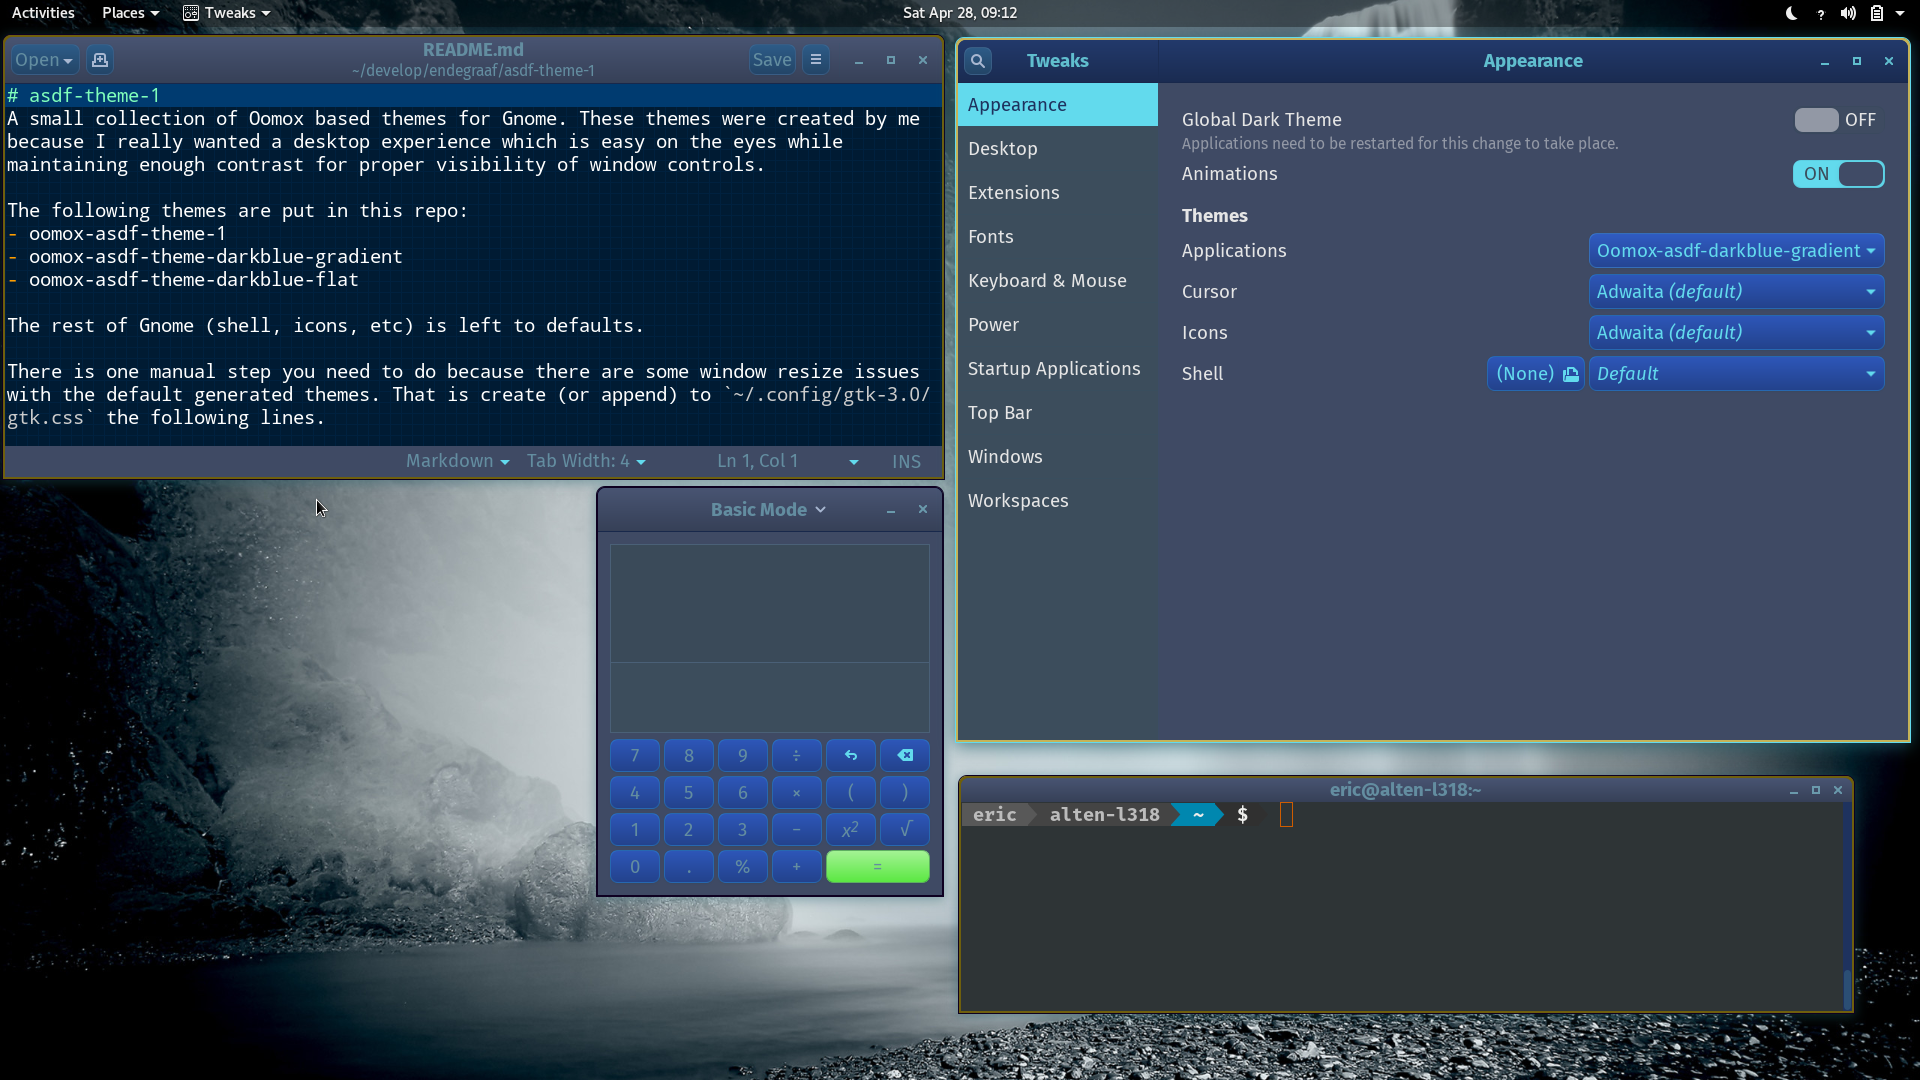 Activities Places Tweaks Sat Apr 28, 09:12
Open README.md Save
~/develop/endegraaf/asdf-theme-1
# asdf-theme-1
A small collection of Oomox based themes for Gnome. These themes were created by me
because I really wanted a desktop experience which is easy on the eyes while
maintaining enough contrast for proper visibility of window controls.
The following themes are put in this repo:
- oomox-asdf-theme-1
- oomox-asdf-theme-darkblue-gradient
- oomox-asdf-theme-darkblue-flat
The rest of Gnome (shell, icons, etc) is left to defaults.
There is one manual step you need to do because there are some window resize issues
with the default generated themes. That is create (or append) to `~/.config/gtk-3.0/
gtk.css` the following lines.
Markdown Tab Width: 4 Ln 1, Col 1 INS
Tweaks Appearance
Appearance
Desktop
Extensions
Fonts
Keyboard & Mouse
Power
Startup Applications
Top Bar
Windows
Workspaces
Global Dark Theme OFF
Applications need to be restarted for this change to take place.
Animations ON
Themes
Applications Oomox-asdf-darkblue-gradient
Cursor Adwaita (default)
Icons Adwaita (default)
Shell (None) Default
Basic Mode
7 8 9 ÷
4 5 6 × ( )
1 2 3 − x² √
0 . % + =
eric@alten-l318:~
eric alten-l318 ~ $